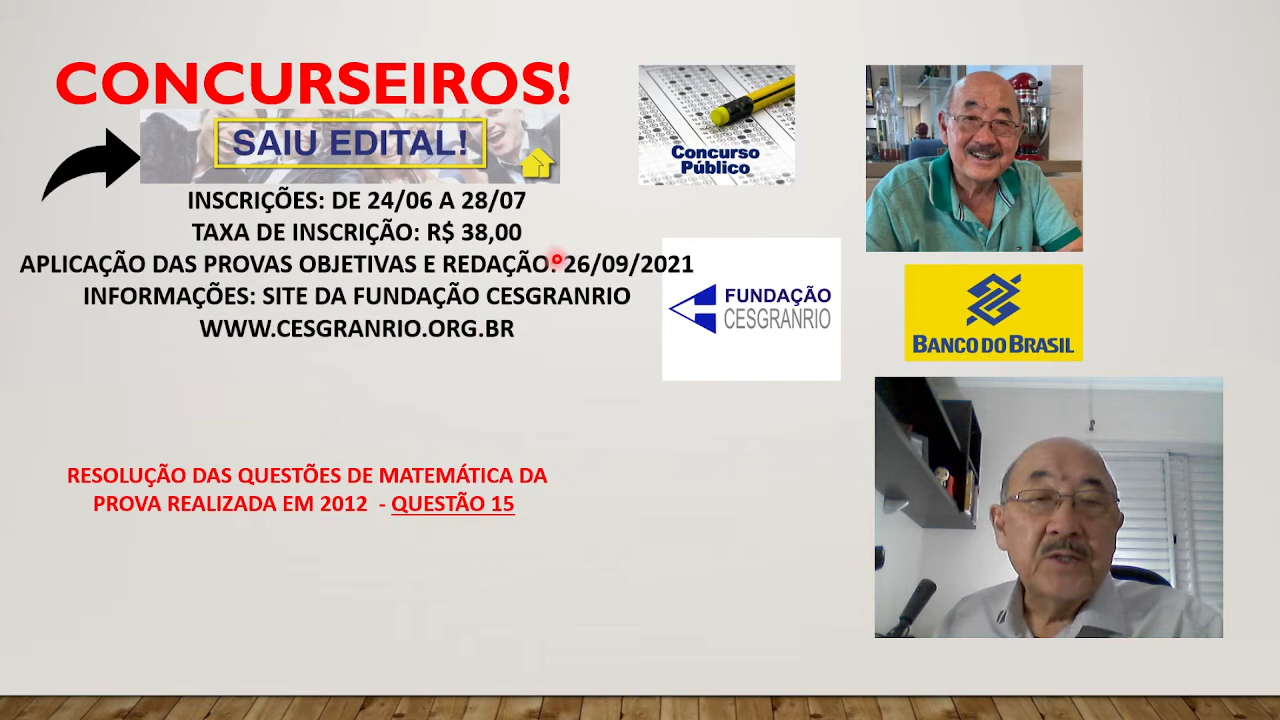 CONCURSEIROS!
SAIU EDITAL!
INSCRIÇÕES: DE 24/06 A 28/07
TAXA DE INSCRIÇÃO: R$ 38,00
APLICAÇÃO DAS PROVAS OBJETIVAS E REDAÇÃO: 26/09/2021
INFORMAÇÕES: SITE DA FUNDAÇÃO CESGRANRIO
WWW.CESGRANRIO.ORG.BR
Concurso
Público
FUNDAÇÃO
CESGRANRIO
BANCO DO BRASIL
RESOLUÇÃO DAS QUESTÕES DE MATEMÁTICA DA
PROVA REALIZADA EM 2012 - QUESTÃO 15